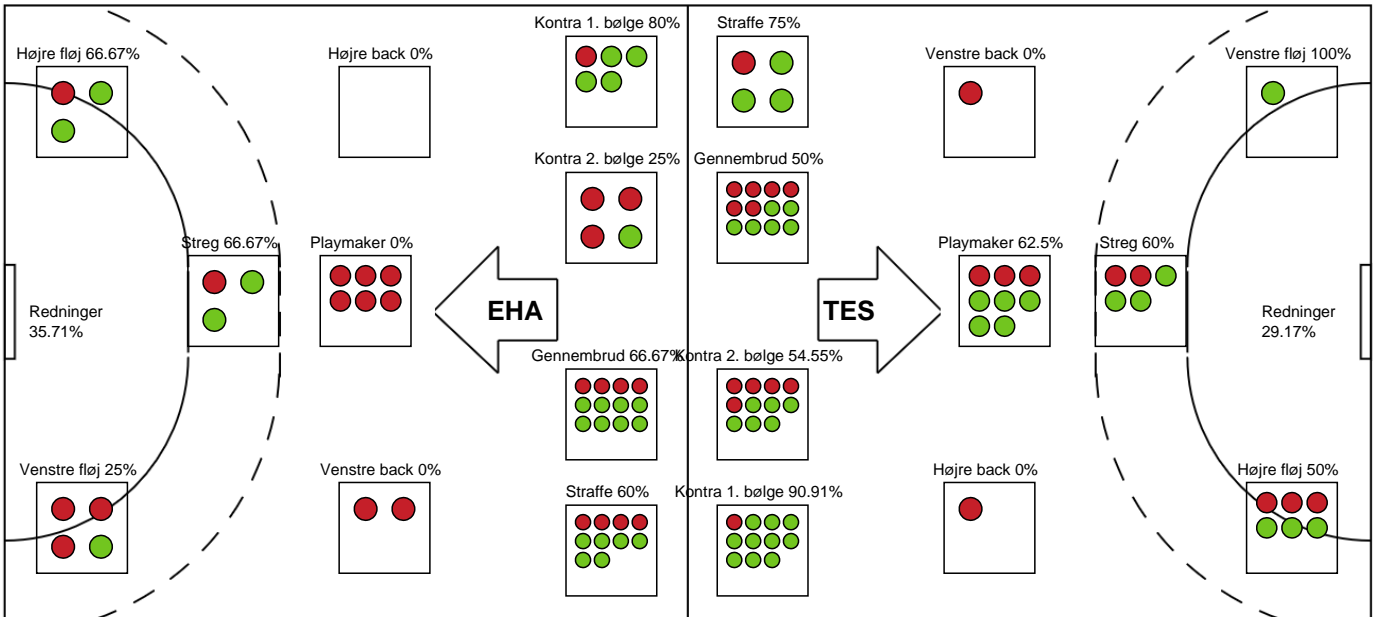 Kontra 1. bølge 80%
Straffe 75%
Højre fløj 66.67%
Højre back 0%
Venstre back 0%
Venstre fløj 100%
Kontra 2. bølge 25%
Gennembrud 50%
Streg 66.67%
Playmaker 0%
Playmaker 62.5%
Streg 60%
EHA
TES
Redninger
35.71%
Redninger
29.17%
Gennembrud 66.67%
Kontra 2. bølge 54.55%
Venstre fløj 25%
Venstre back 0%
Straffe 60%
Kontra 1. bølge 90.91%
Højre back 0%
Højre fløj 50%